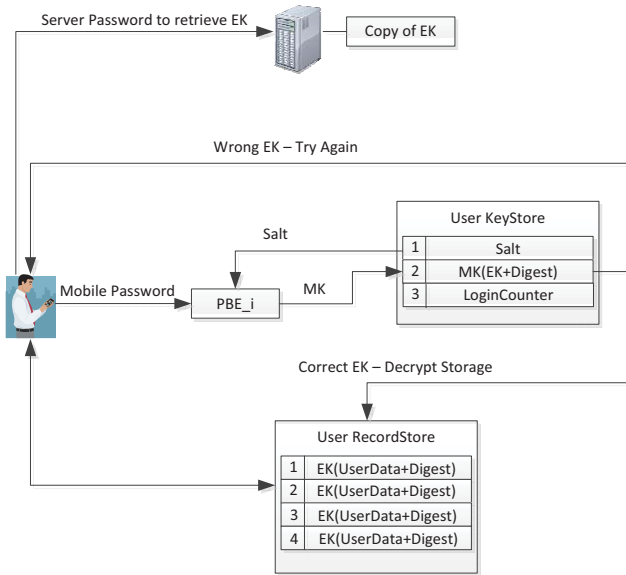 Server Password to retrieve EK
Copy of EK
Wrong EK – Try Again
User KeyStore
Salt
1 Salt
2 MK(EK+Digest)
3 LoginCounter
Mobile Password
PBE_i
MK
Correct EK – Decrypt Storage
User RecordStore
1 EK(UserData+Digest)
2 EK(UserData+Digest)
3 EK(UserData+Digest)
4 EK(UserData+Digest)